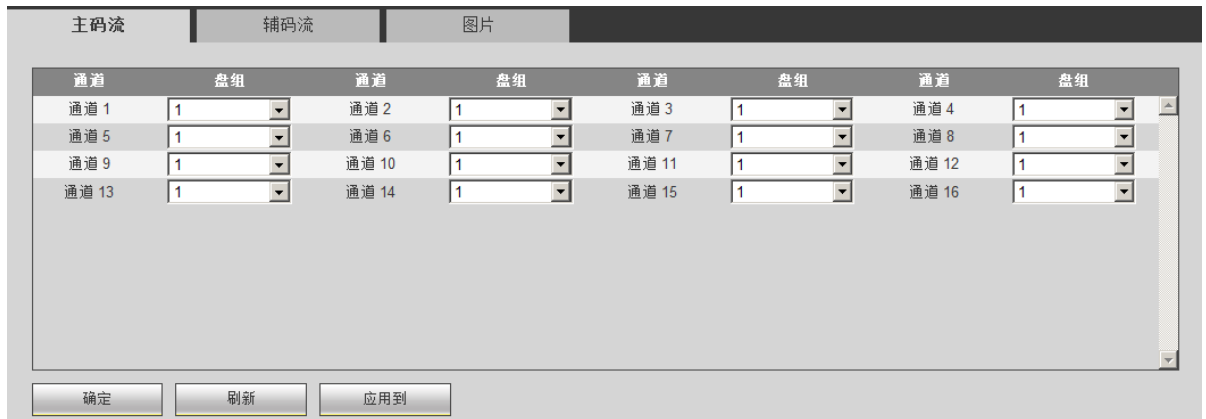 主码流 辅码流 图片
通道 盘组 通道 盘组 通道 盘组 通道 盘组
通道 1 1 通道 2 1 通道 3 1 通道 4 1
通道 5 1 通道 6 1 通道 7 1 通道 8 1
通道 9 1 通道 10 1 通道 11 1 通道 12 1
通道 13 1 通道 14 1 通道 15 1 通道 16 1
确定 刷新 应用到